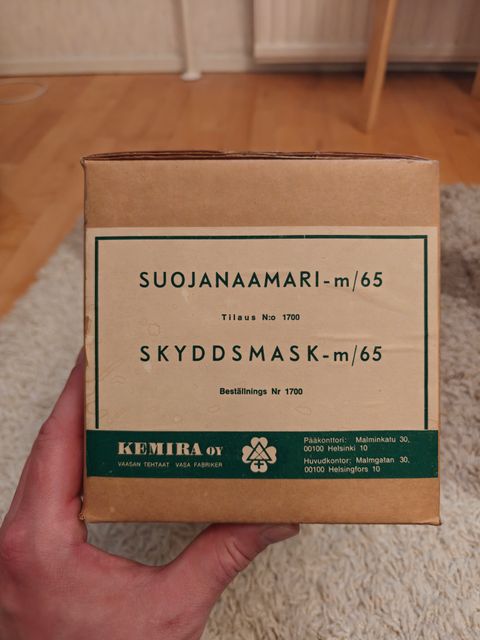 SUOJANAAMARI-m/65
Tilaus N:o 1700
SKYDDSMASK-m/65
Beställnings Nr 1700
KEMIRA OY
VAASAN TEHTAAT VASA FABRIKER
Pääkonttori: Malminkatu 30,
00100 Helsinki 10
Huvudkontor: Malmgatan 30,
00100 Helsingfors 10